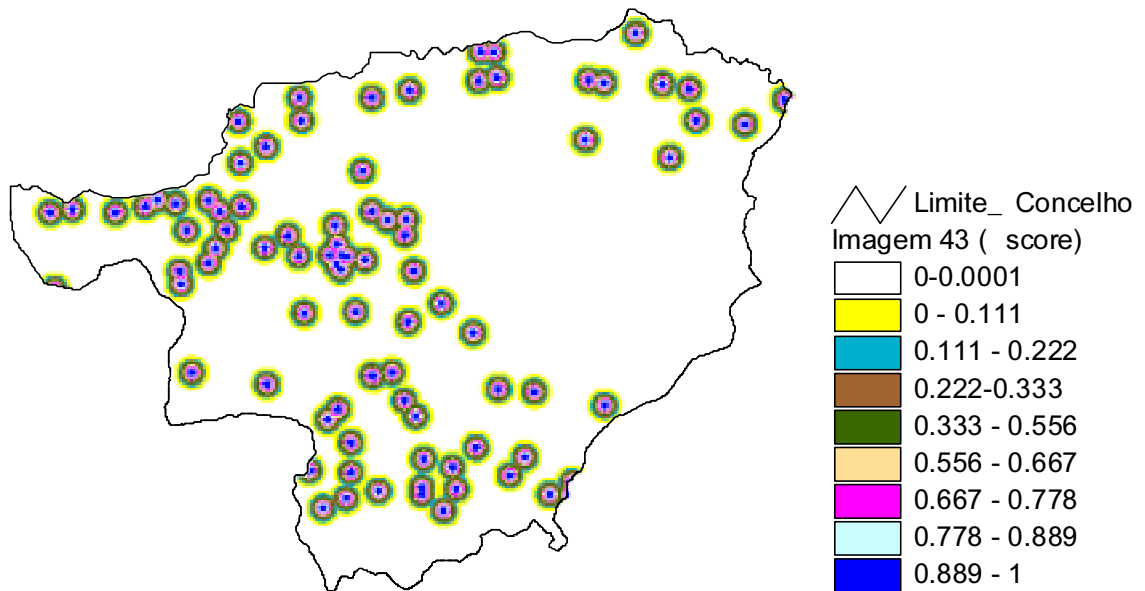 Limite_ Concelho
Imagem 43 ( score)
0-0.0001
0 - 0.111
0.111 - 0.222
0.222-0.333
0.333 - 0.556
0.556 - 0.667
0.667 - 0.778
0.778 - 0.889
0.889 - 1